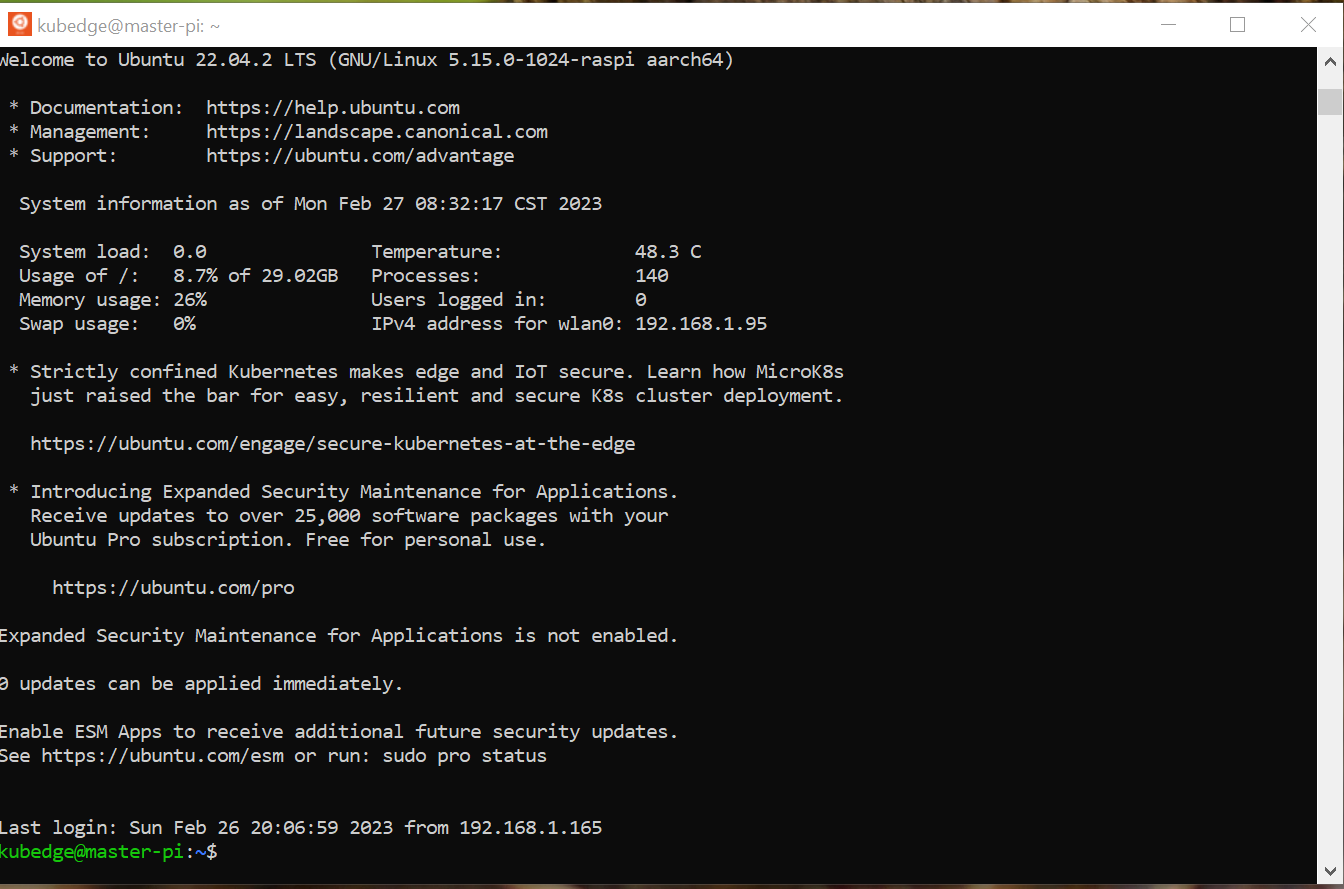 kubedge@master-pi: ~
Welcome to Ubuntu 22.04.2 LTS (GNU/Linux 5.15.0-1024-raspi aarch64)
* Documentation: https://help.ubuntu.com
* Management: https://landscape.canonical.com
* Support: https://ubuntu.com/advantage
System information as of Mon Feb 27 08:32:17 CST 2023
System load: 0.0 Temperature: 48.3 C
Usage of /: 8.7% of 29.02GB Processes: 140
Memory usage: 26% Users logged in: 0
Swap usage: 0% IPv4 address for wlan0: 192.168.1.95
* Strictly confined Kubernetes makes edge and IoT secure. Learn how MicroK8s
just raised the bar for easy, resilient and secure K8s cluster deployment.
https://ubuntu.com/engage/secure-kubernetes-at-the-edge
* Introducing Expanded Security Maintenance for Applications.
Receive updates to over 25,000 software packages with your
Ubuntu Pro subscription. Free for personal use.
https://ubuntu.com/pro
Expanded Security Maintenance for Applications is not enabled.
0 updates can be applied immediately.
Enable ESM Apps to receive additional future security updates.
See https://ubuntu.com/esm or run: sudo pro status
Last login: Sun Feb 26 20:06:59 2023 from 192.168.1.165
kubedge@master-pi:~$